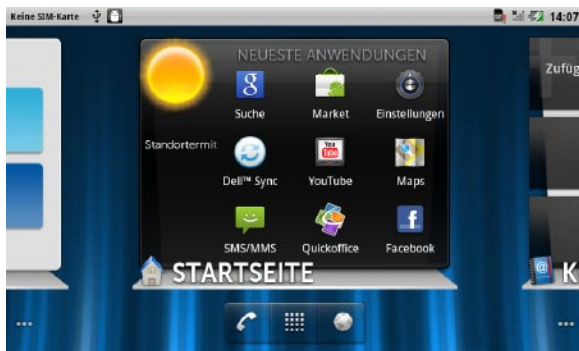 Keine SIM-Karte 14:07
NEUESTE ANWENDUNGEN
Zufüg
Suche Market Einstellungen
Standortermit
Dell™ Sync YouTube Maps
SMS/MMS Quickoffice Facebook
STARTSEITE
K